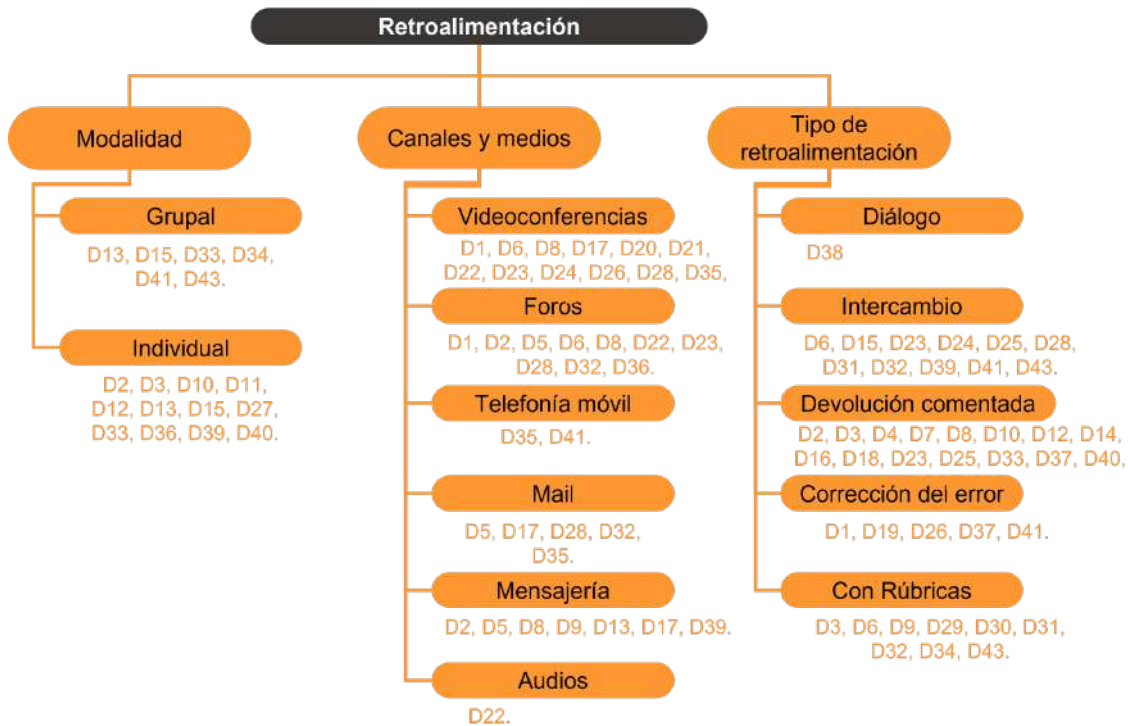 Retroalimentación
Modalidad
Grupal
D13, D15, D33, D34,
D41, D43.
Individual
D2, D3, D10, D11,
D12, D13, D15, D27,
D33, D36, D39, D40.
Canales y medios
Videoconferencias
D1, D6, D8, D17, D20, D21,
D22, D23, D24, D26, D28, D35,
Foros
D1, D2, D5, D6, D8, D22, D23,
D28, D32, D36.
Telefonía móvil
D35, D41.
Mail
D5, D17, D28, D32,
D35.
Mensajería
D2, D5, D8, D9, D13, D17, D39.
Audios
D22.
Tipo de
retroalimentación
Diálogo
D38
Intercambio
D6, D15, D23, D24, D25, D28,
D31, D32, D39, D41, D43.
Devolución comentada
D2, D3, D4, D7, D8, D10, D12, D14,
D16, D18, D23, D25, D33, D37, D40,
Corrección del error
D1, D19, D26, D37, D41.
Con Rúbricas
D3, D6, D9, D29, D30, D31,
D32, D34, D43.